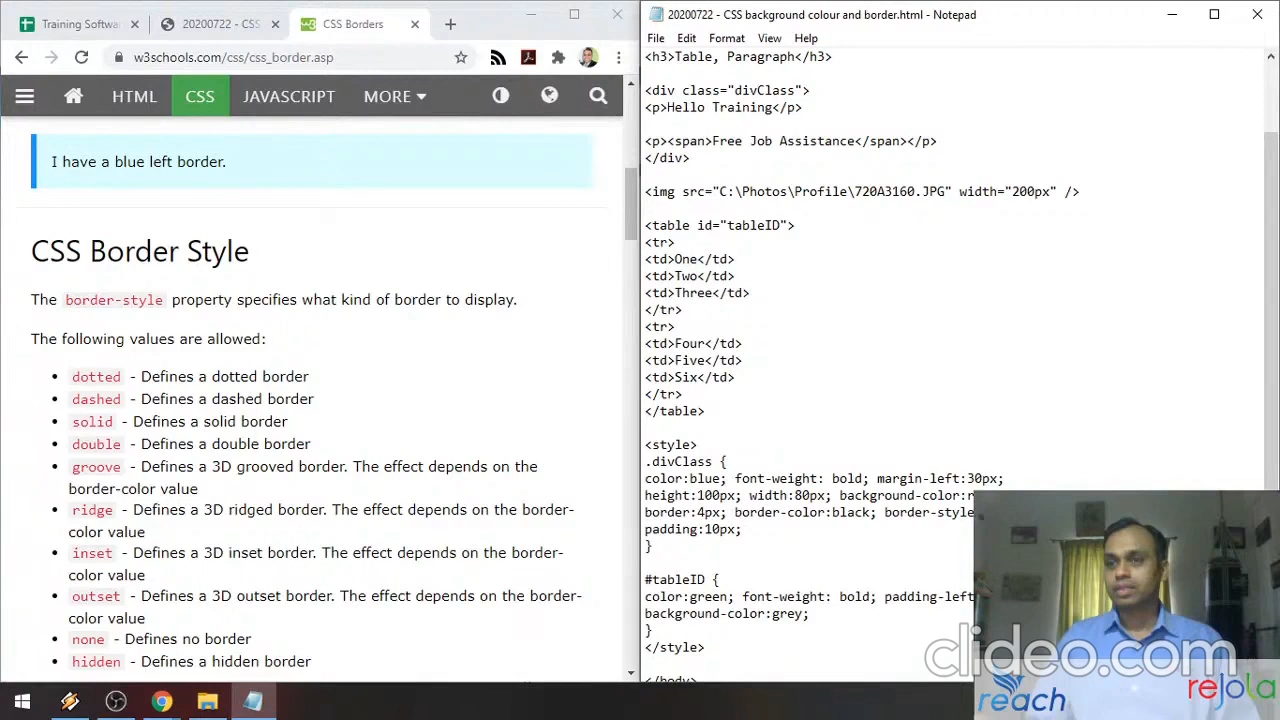 Training Softwa
20200722 - CSS
CSS Borders
w3schools.com/css/css_border.asp
HTML
CSS
JAVASCRIPT
MORE
I have a blue left border.
CSS Border Style
The border-style property specifies what kind of border to display.
The following values are allowed:
dotted - Defines a dotted border
dashed - Defines a dashed border
solid - Defines a solid border
double - Defines a double border
groove - Defines a 3D grooved border. The effect depends on the
border-color value
ridge - Defines a 3D ridged border. The effect depends on the border-
color value
inset - Defines a 3D inset border. The effect depends on the border-
color value
outset - Defines a 3D outset border. The effect depends on the border-
color value
none - Defines no border
hidden - Defines a hidden border
20200722 - CSS background colour and border.html - Notepad
File Edit Format View Help
<h3>Table, Paragraph</h3>
<div class="divClass">
<p>Hello Training</p>
<p><span>Free Job Assistance</span></p>
</div>
<img src="C:\Photos\Profile\720A3160.JPG" width="200px" />
<table id="tableID">
<tr>
<td>One</td>
<td>Two</td>
<td>Three</td>
</tr>
<tr>
<td>Four</td>
<td>Five</td>
<td>Six</td>
</tr>
</table>
<style>
.divClass {
color:blue; font-weight: bold; margin-left:30px;
height:100px; width:80px; background-color:
border:4px; border-color:black; border-style
padding:10px;
}
#tableID {
color:green; font-weight: bold; padding-left
background-color:grey;
}
</style>
</body>
clideo.com
reach
rejola